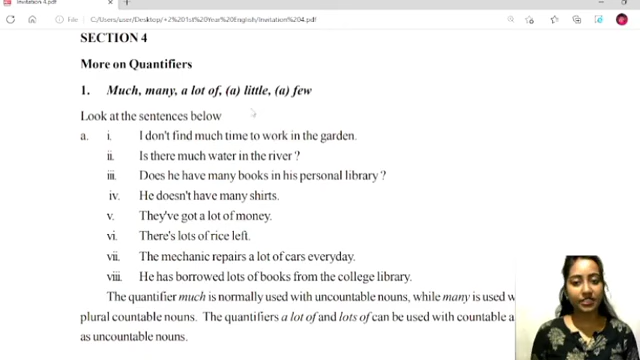 Invitation 4.pdf
File
C:/Users/user/Desktop/+2%201st%20Year%20English/Invitation%204.pdf
SECTION 4
More on Quantifiers
1. Much, many, a lot of, (a) little, (a) few
Look at the sentences below
a. i. I don't find much time to work in the garden.
ii. Is there much water in the river ?
iii. Does he have many books in his personal library ?
iv. He doesn't have many shirts.
v. They've got a lot of money.
vi. There's lots of rice left.
vii. The mechanic repairs a lot of cars everyday.
viii. He has borrowed lots of books from the college library.
The quantifier much is normally used with uncountable nouns, while many is used w
plural countable nouns. The quantifiers a lot of and lots of can be used with countable a
as uncountable nouns.